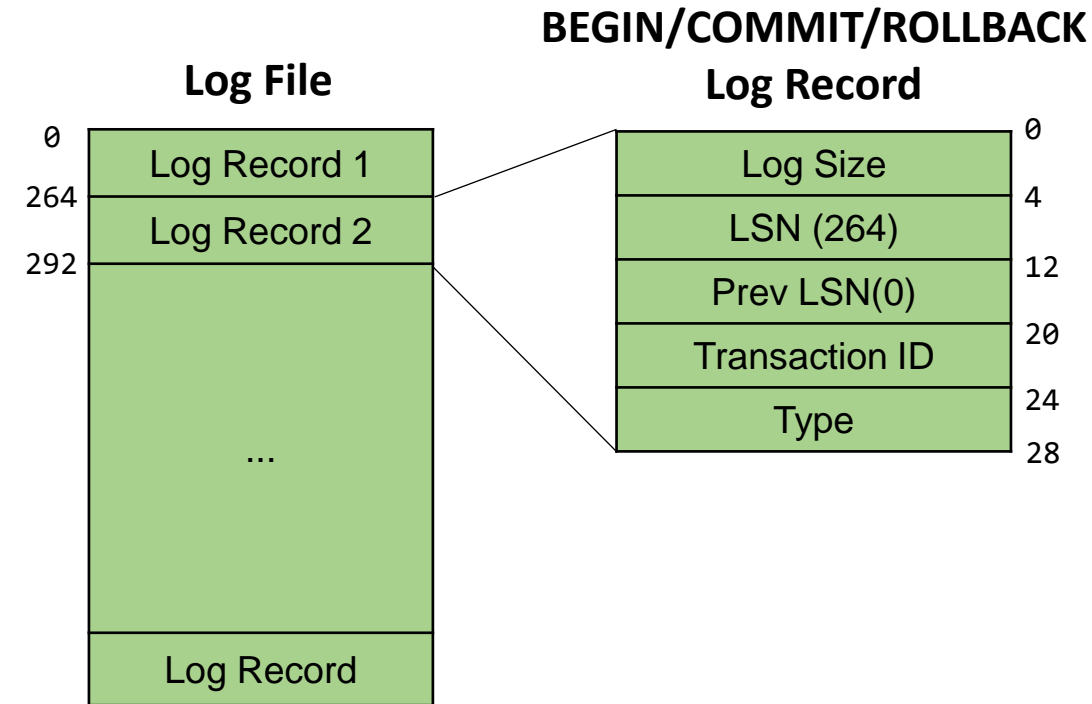 BEGIN/COMMIT/ROLLBACK
Log File
Log Record
0
Log Record 1
264
Log Record 2
292
...
Log Record
0
Log Size
4
LSN (264)
12
Prev LSN(0)
20
Transaction ID
24
Type
28